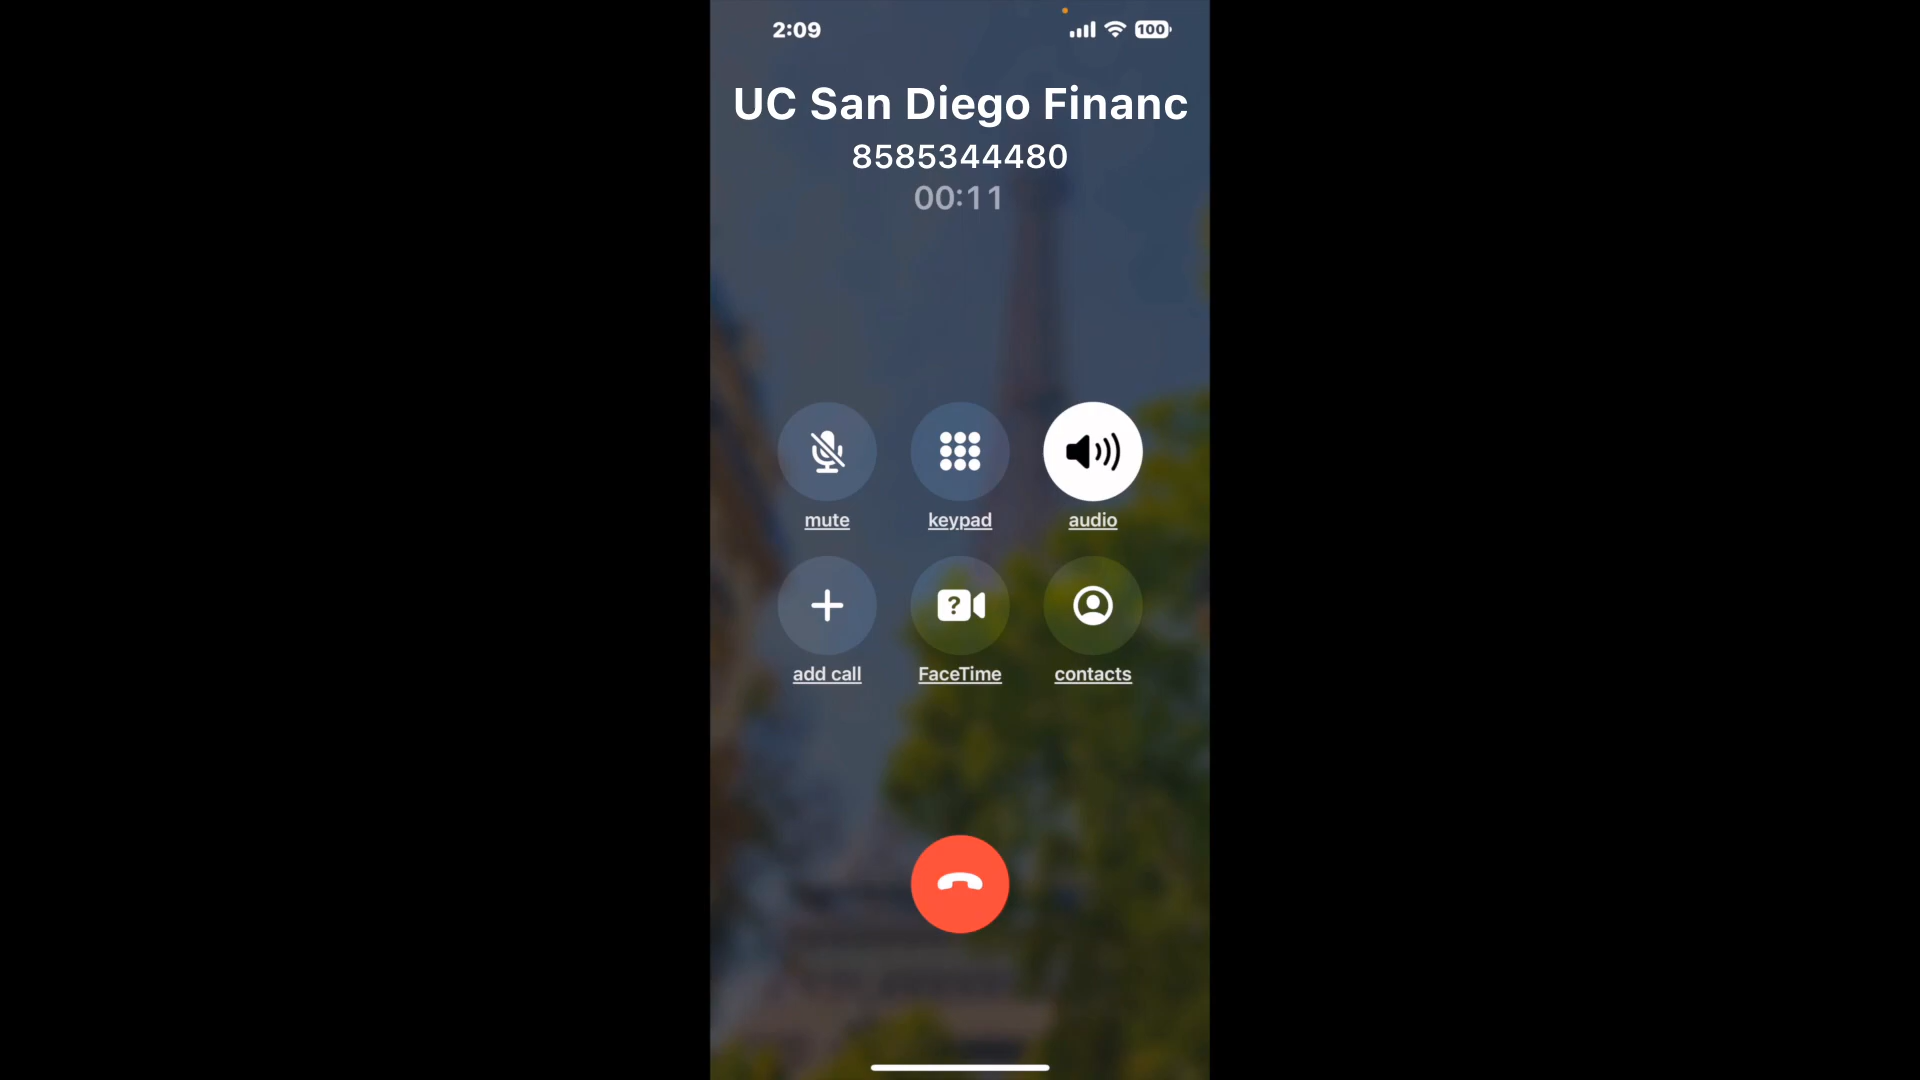 2:09
100
UC San Diego Financ
8585344480
00:11
mute
keypad
audio
?
add call
FaceTime
contacts